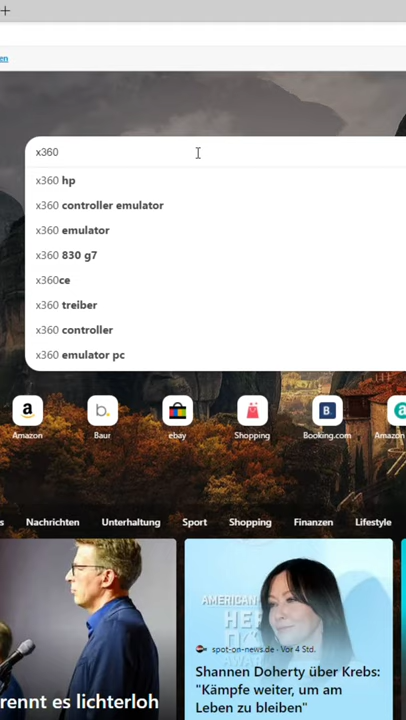 en
x360
x360 hp
x360 controller emulator
x360 emulator
x360 830 g7
x360ce
x360 treiber
x360 controller
x360 emulator pc
Amazon
Baur
ebay
Shopping
Booking.com
Amazon
s
Nachrichten
Unterhaltung
Sport
Shopping
Finanzen
Lifestyle
AMERICAN
spot-on-news.de · Vor 4 Std.
Shannen Doherty über Krebs:
"Kämpfe weiter, um am
Leben zu bleiben"
rennt es lichterloh